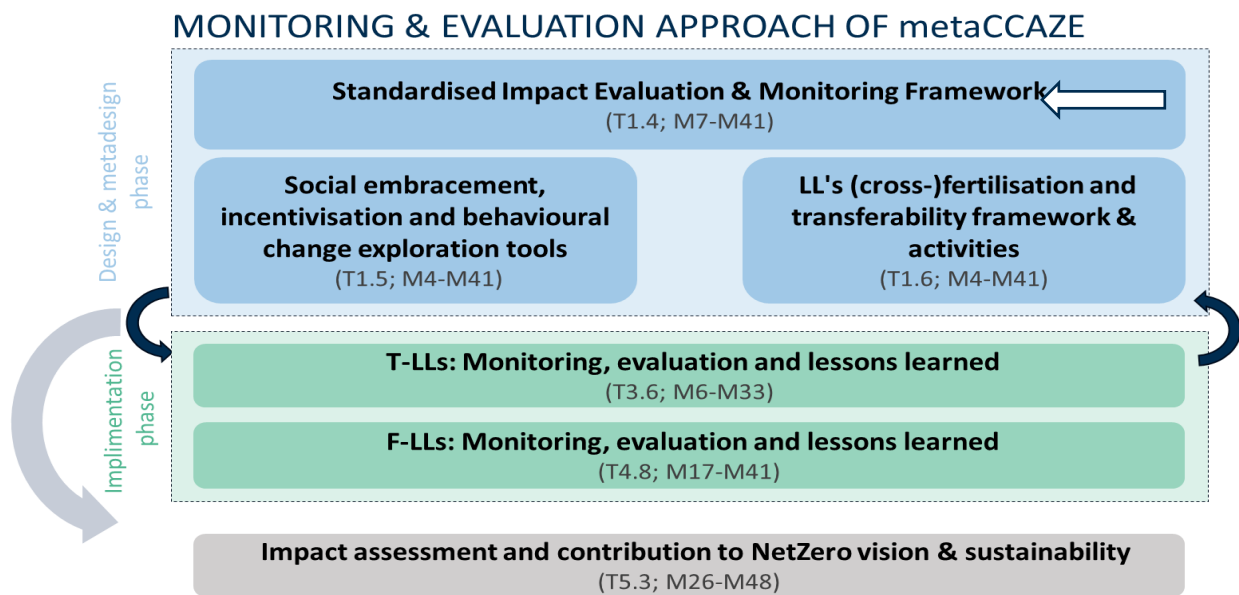 MONITORING & EVALUATION APPROACH OF metaCCAZE
Design & metadesign
phase
Standardised Impact Evaluation & Monitoring Framework
(T1.4; M7-M41)
Social embracement,
incentivisation and behavioural
change exploration tools
(T1.5; M4-M41)
LL's (cross-)fertilisation and
transferability framework &
activities
(T1.6; M4-M41)
Implimentation
phase
T-LLs: Monitoring, evaluation and lessons learned
(T3.6; M6-M33)
F-LLs: Monitoring, evaluation and lessons learned
(T4.8; M17-M41)
Impact assessment and contribution to NetZero vision & sustainability
(T5.3; M26-M48)